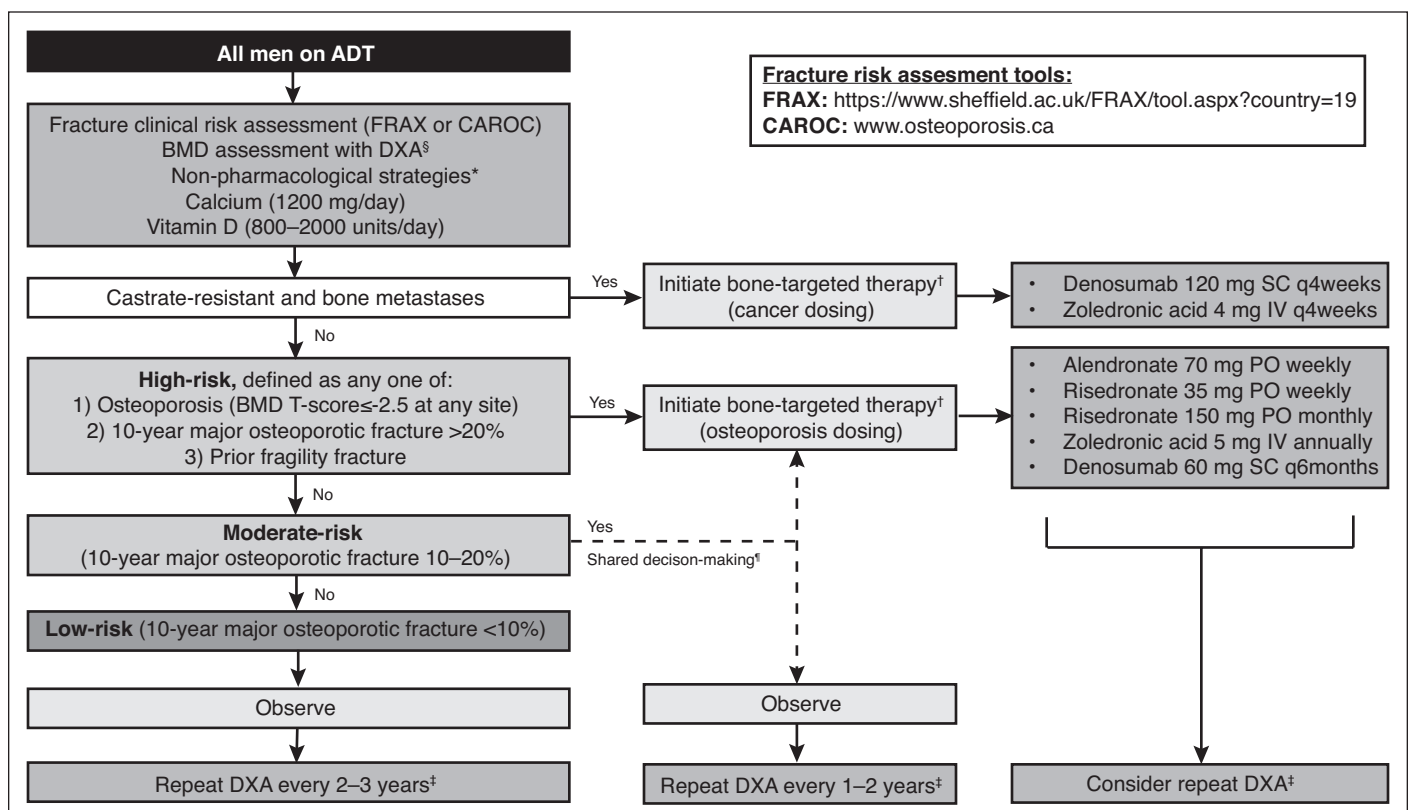 All men on ADT
Fracture risk assesment tools:
FRAX: https://www.sheffield.ac.uk/FRAX/tool.aspx?country=19
CAROC: www.osteoporosis.ca
Fracture clinical risk assessment (FRAX or CAROC)
BMD assessment with DXA§
Non-pharmacological strategies*
Calcium (1200 mg/day)
Vitamin D (800–2000 units/day)
Castrate-resistant and bone metastases
Yes
Initiate bone-targeted therapy†
(cancer dosing)
• Denosumab 120 mg SC q4weeks
• Zoledronic acid 4 mg IV q4weeks
No
High-risk, defined as any one of:
1) Osteoporosis (BMD T-score≤-2.5 at any site)
2) 10-year major osteoporotic fracture >20%
3) Prior fragility fracture
Yes
Initiate bone-targeted therapy†
(osteoporosis dosing)
• Alendronate 70 mg PO weekly
• Risedronate 35 mg PO weekly
• Risedronate 150 mg PO monthly
• Zoledronic acid 5 mg IV annually
• Denosumab 60 mg SC q6months
No
Moderate-risk
(10-year major osteoporotic fracture 10–20%)
Yes
Shared decison-making¶
No
Low-risk (10-year major osteoporotic fracture <10%)
Observe
Observe
Repeat DXA every 2–3 years‡
Repeat DXA every 1–2 years‡
Consider repeat DXA‡